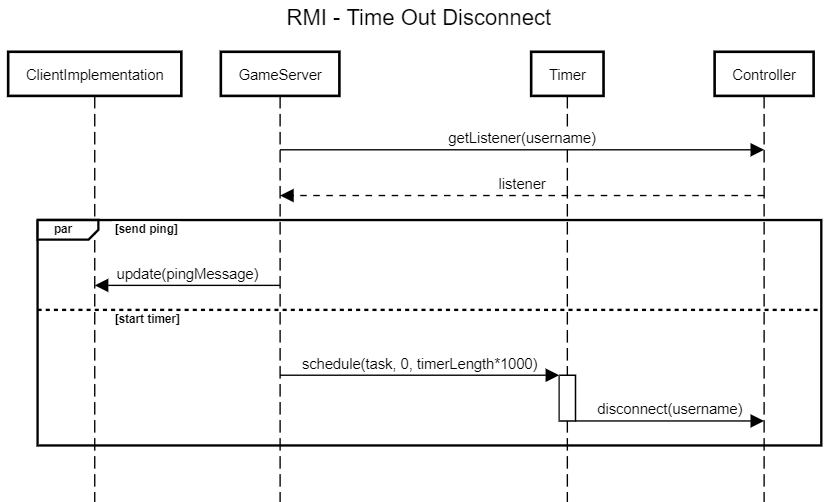 RMI - Time Out Disconnect
ClientImplementation
GameServer
Timer
Controller
getListener(username)
listener
par
[send ping]
update(pingMessage)
[start timer]
schedule(task, 0, timerLength*1000)
disconnect(username)